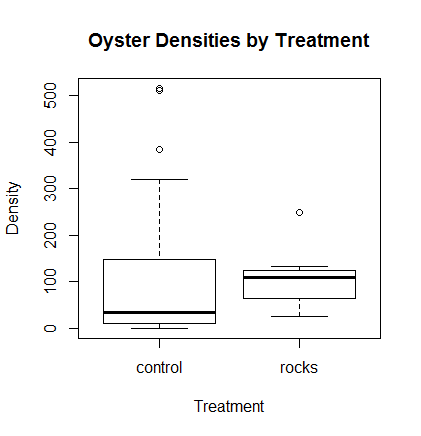 Oyster Densities by Treatment
500
400
300
200
100
0
Density
control rocks
Treatment